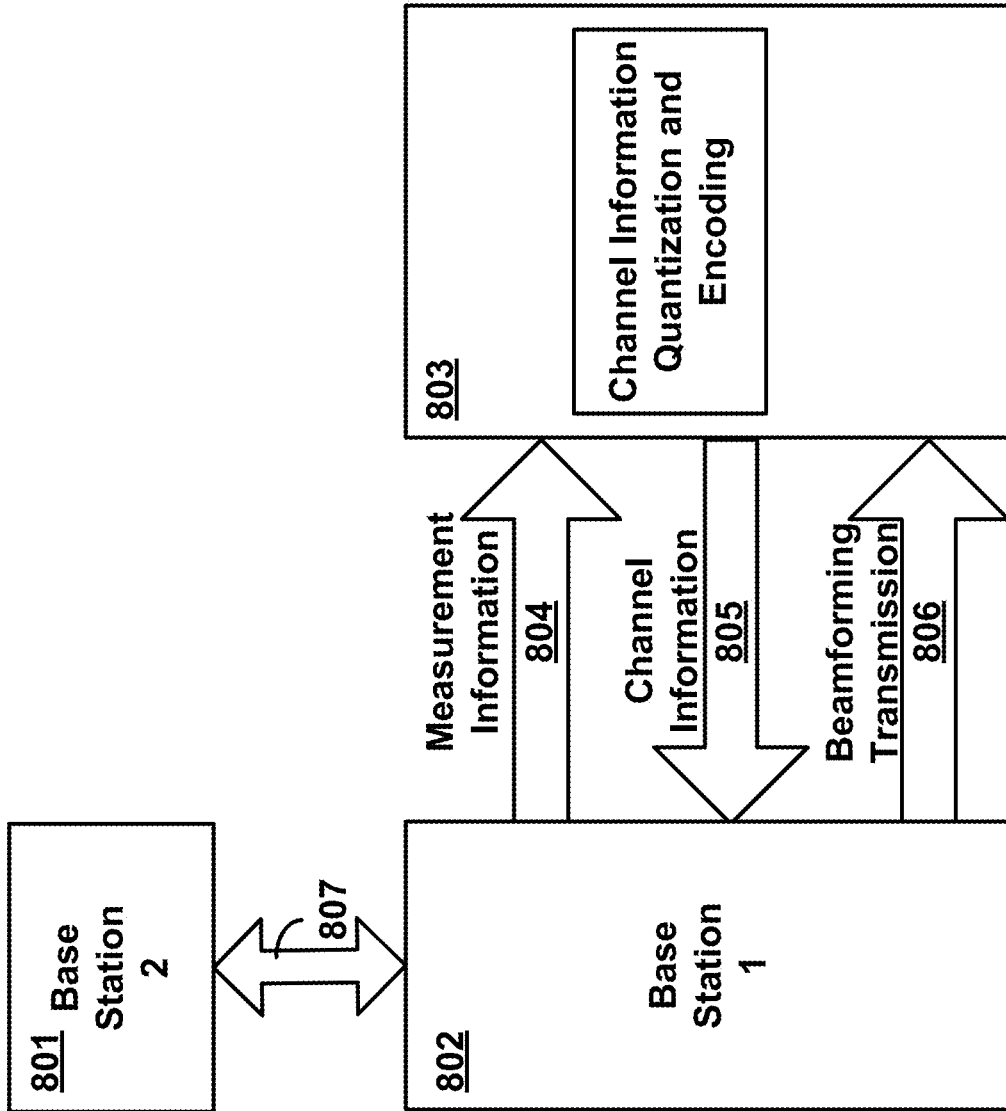 801
Base
Station
2
807
802
Base
Station
1
Measurement
Information
804
Channel
Information
805
Beamforming
Transmission
806
803
Channel Information
Quantization and
Encoding